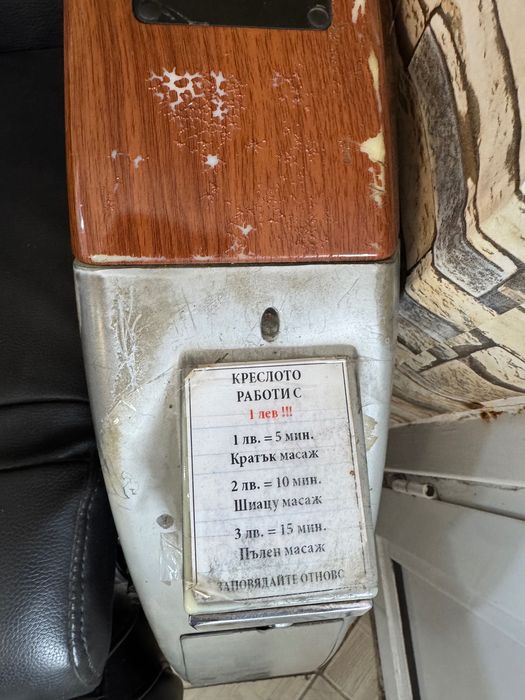 КРЕСЛОТО
РАБОТИ С
1 лев !!!
1 лв. = 5 мин.
Кратък масаж
2 лв. = 10 мин.
Шиацу масаж
3 лв. = 15 мин.
Пълен масаж
ЗАПОВЯДАЙТЕ ОТНОВО